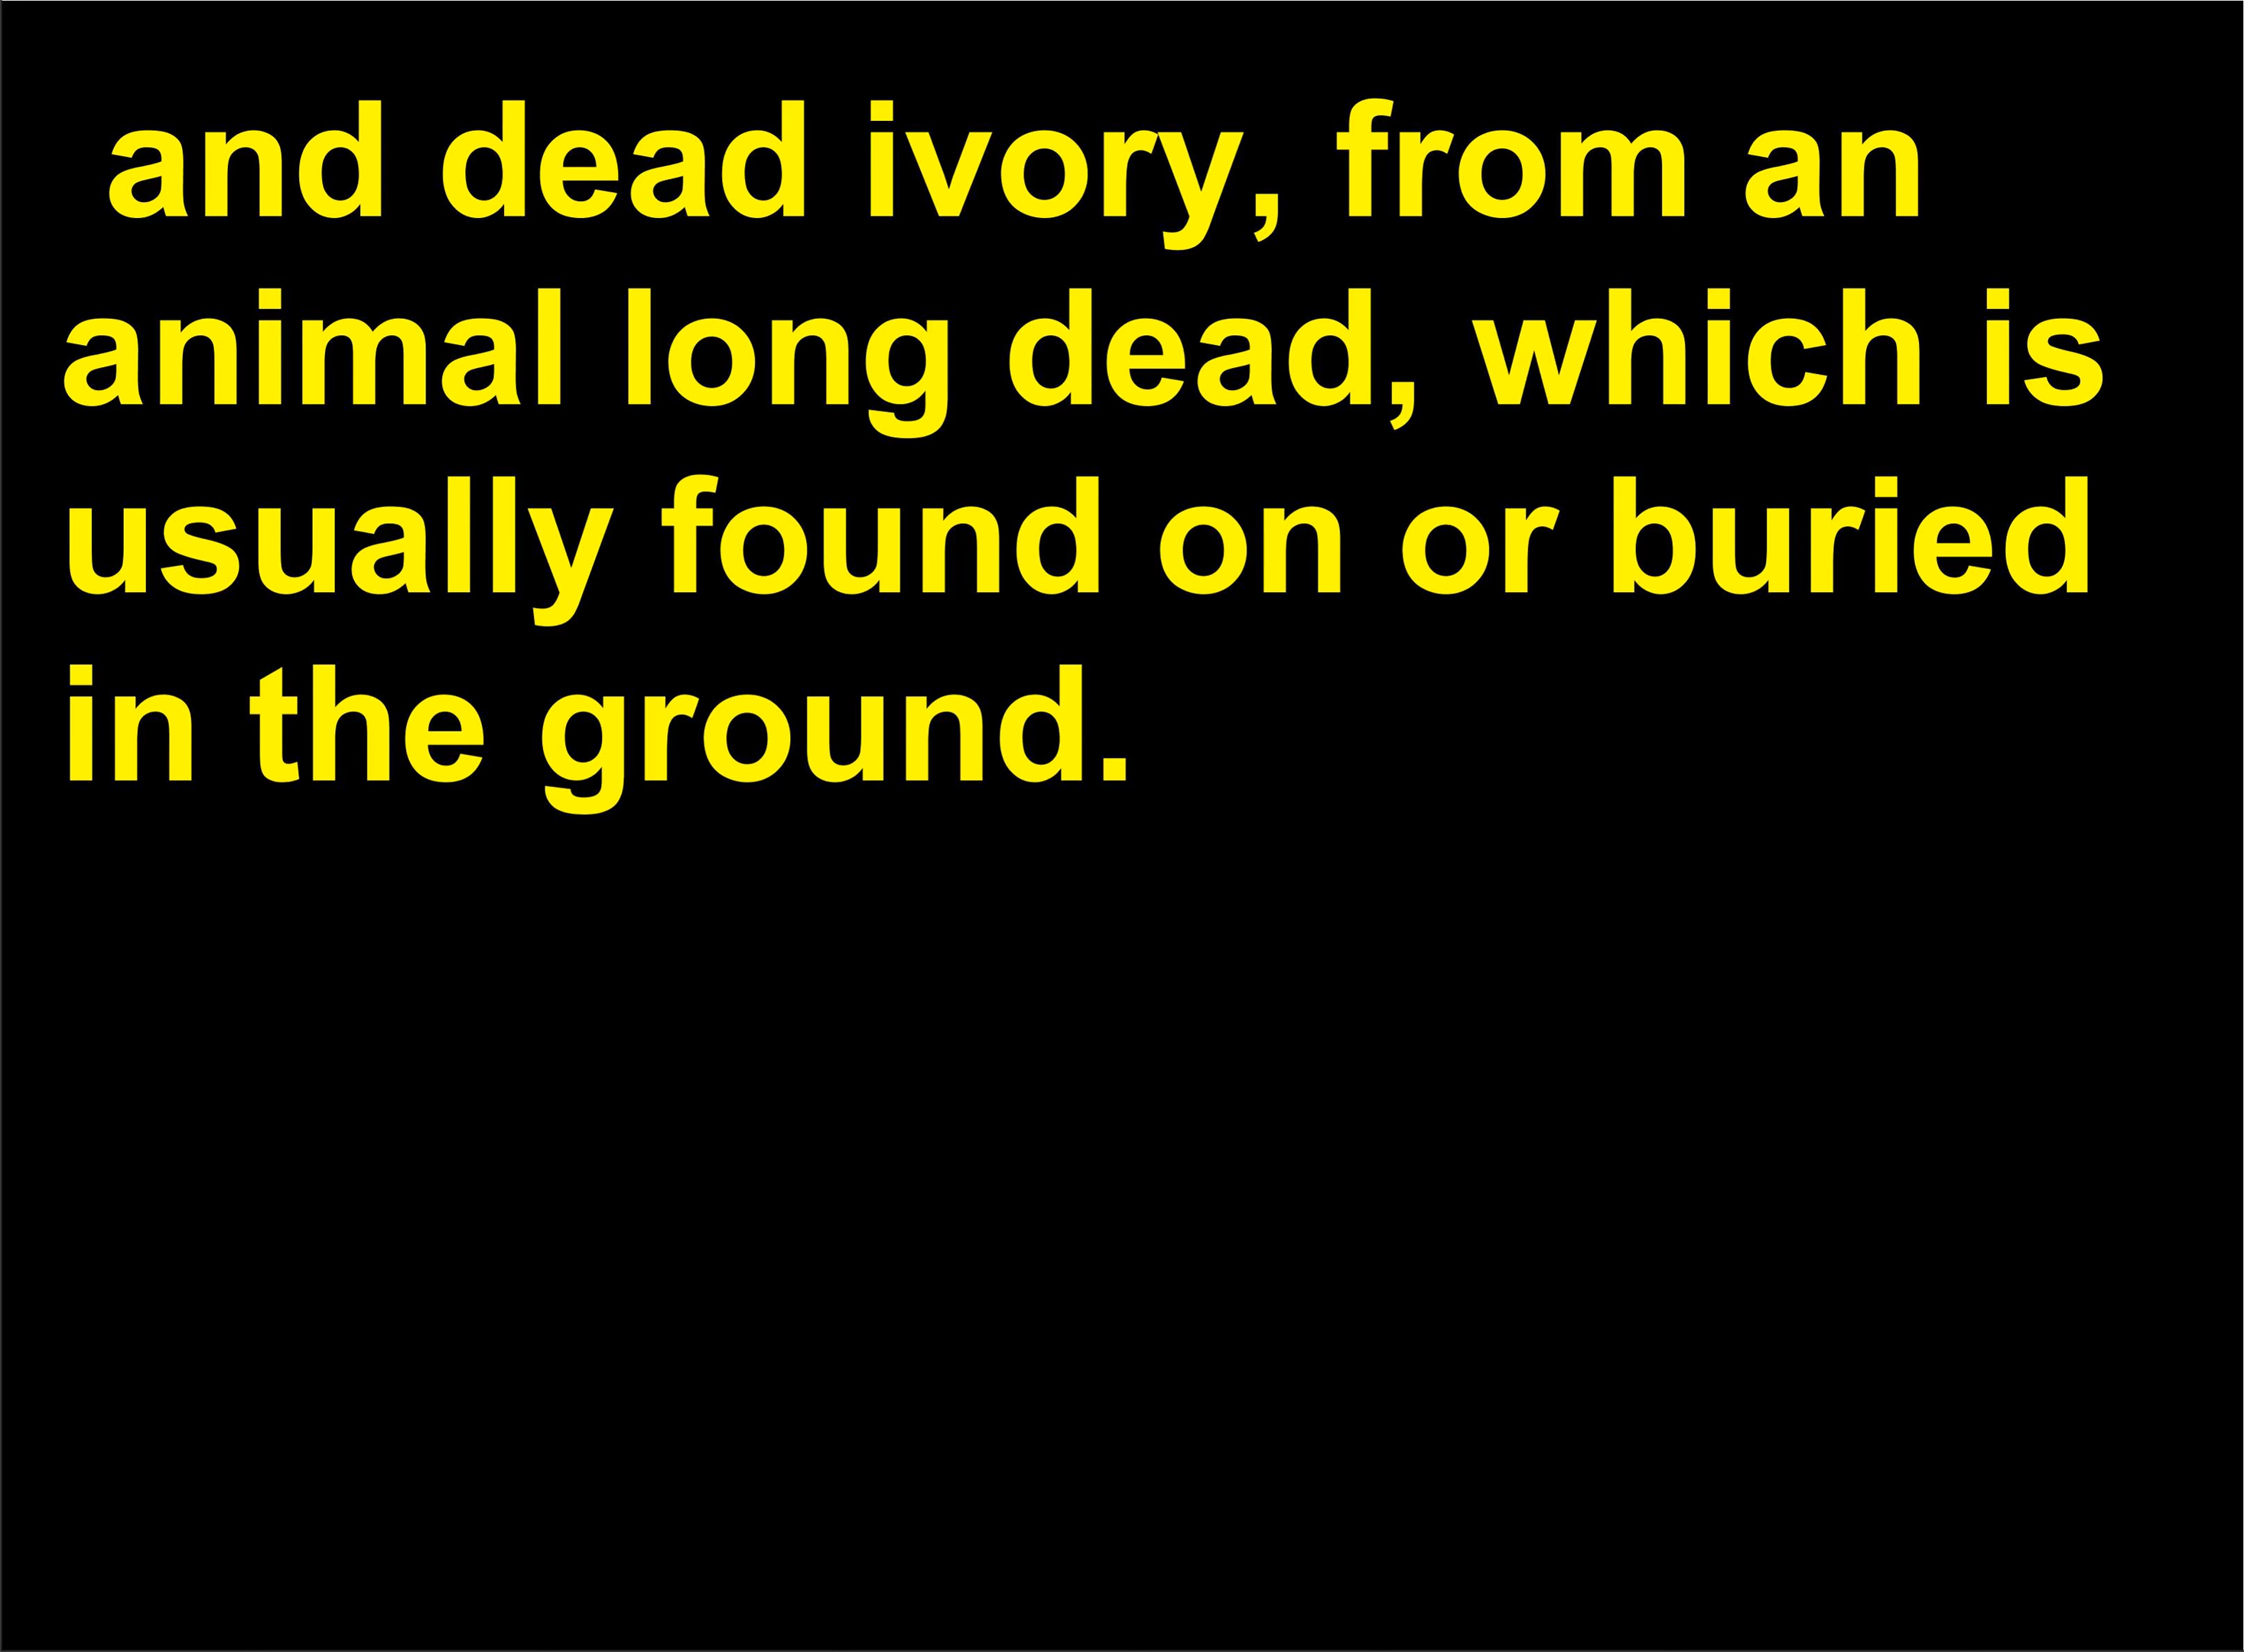 and dead ivory, from an
animal long dead, which is
usually found on or buried
in the ground.